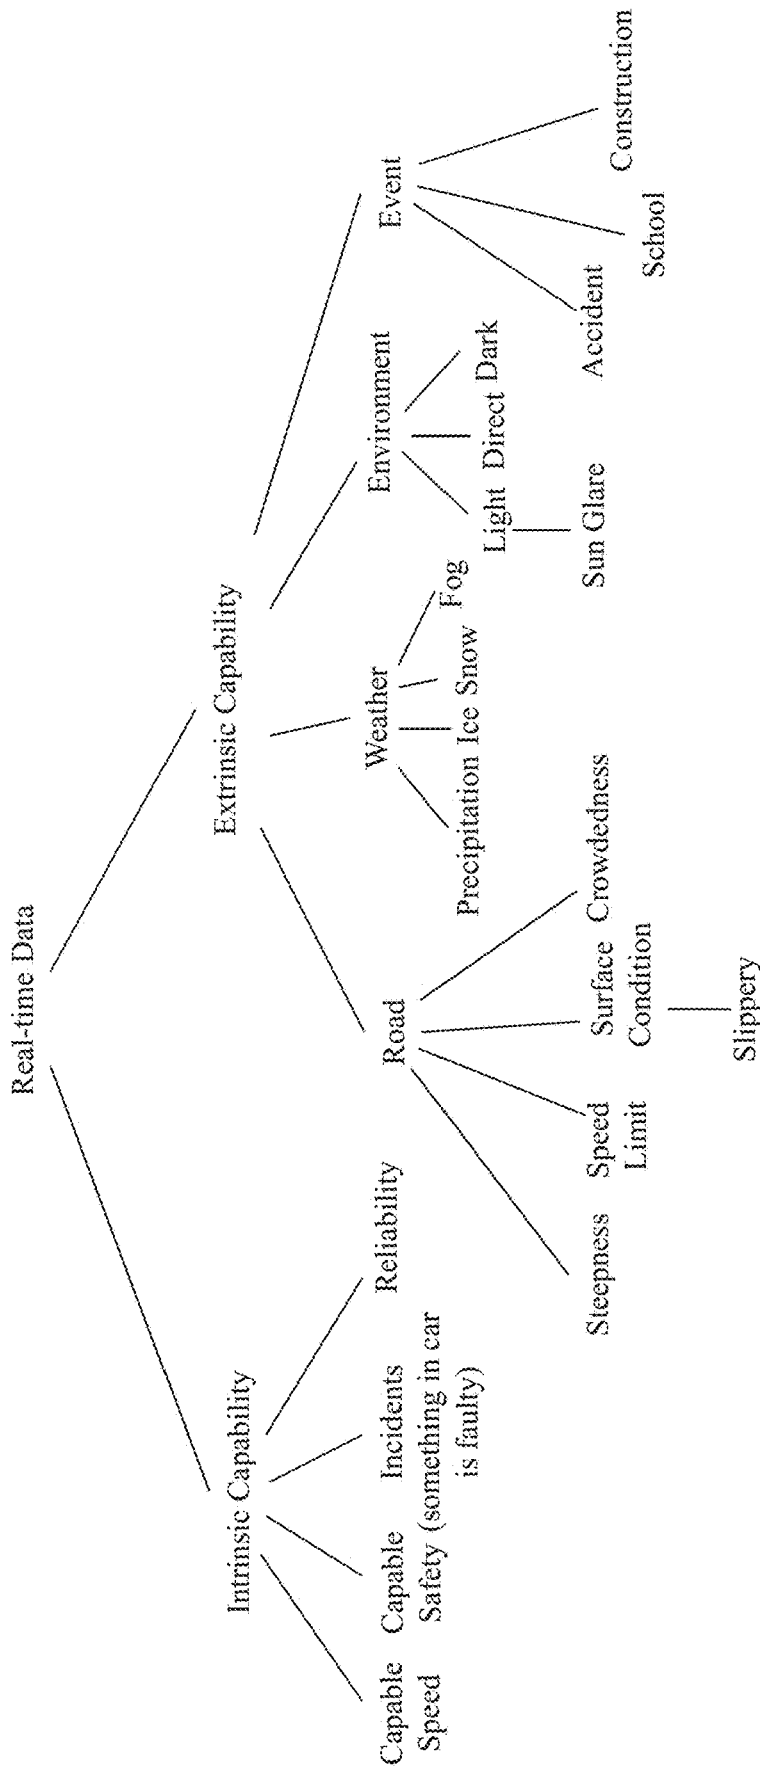 Real-time Data
Intrinsic Capability
Extrinsic Capability
Capable
Speed
Capable
Safety
Incidents
(something in car
is faulty)
Reliability
Road
Weather
Environment
Event
Steepness
Speed
Limit
Surface
Condition
Crowdedness
Slippery
Precipitation
Ice
Snow
Fog
Light
Direct
Dark
Sun Glare
Accident
School
Construction